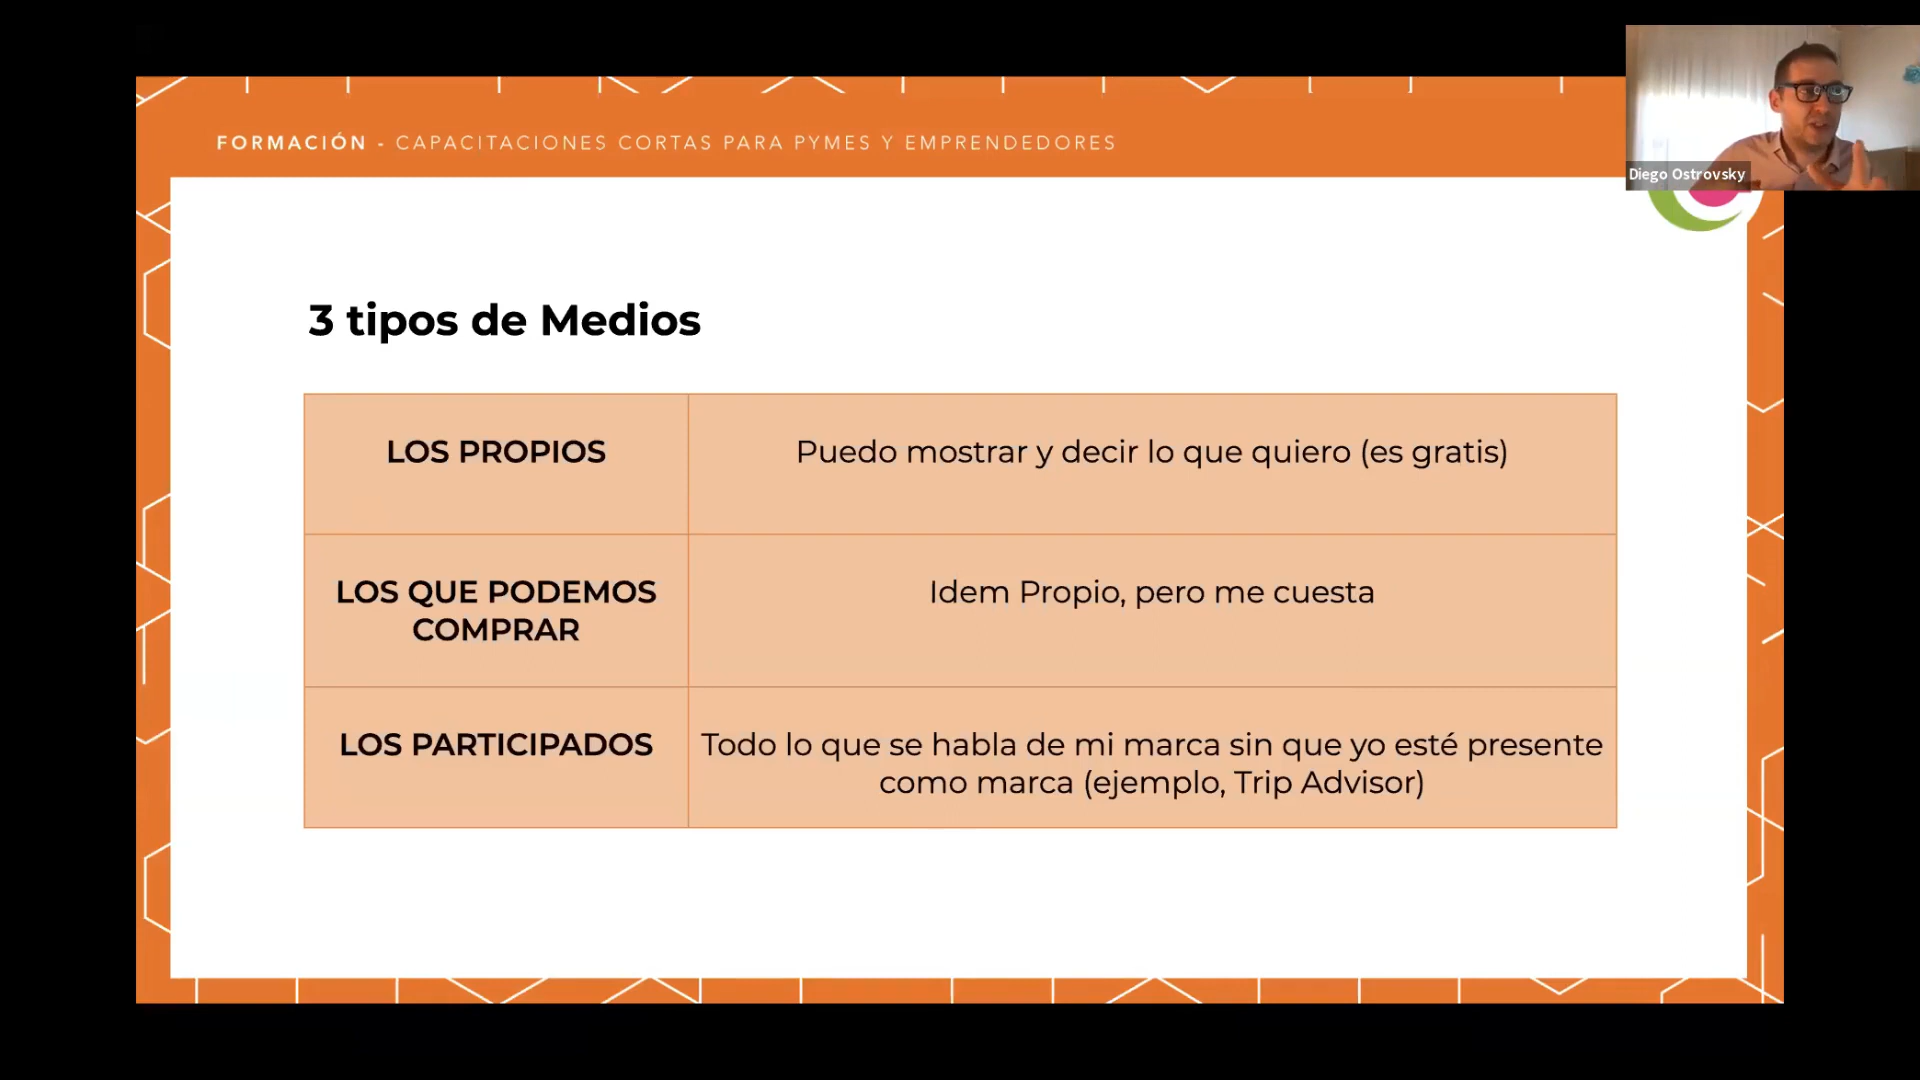 FORMACIÓN - CAPACITACIONES CORTAS PARA PYMES Y EMPRENDEDORES
Diego Ostrovsky
3 tipos de Medios
LOS PROPIOS
Puedo mostrar y decir lo que quiero (es gratis)
LOS QUE PODEMOS
COMPRAR
Idem Propio, pero me cuesta
LOS PARTICIPADOS
Todo lo que se habla de mi marca sin que yo esté presente
como marca (ejemplo, Trip Advisor)